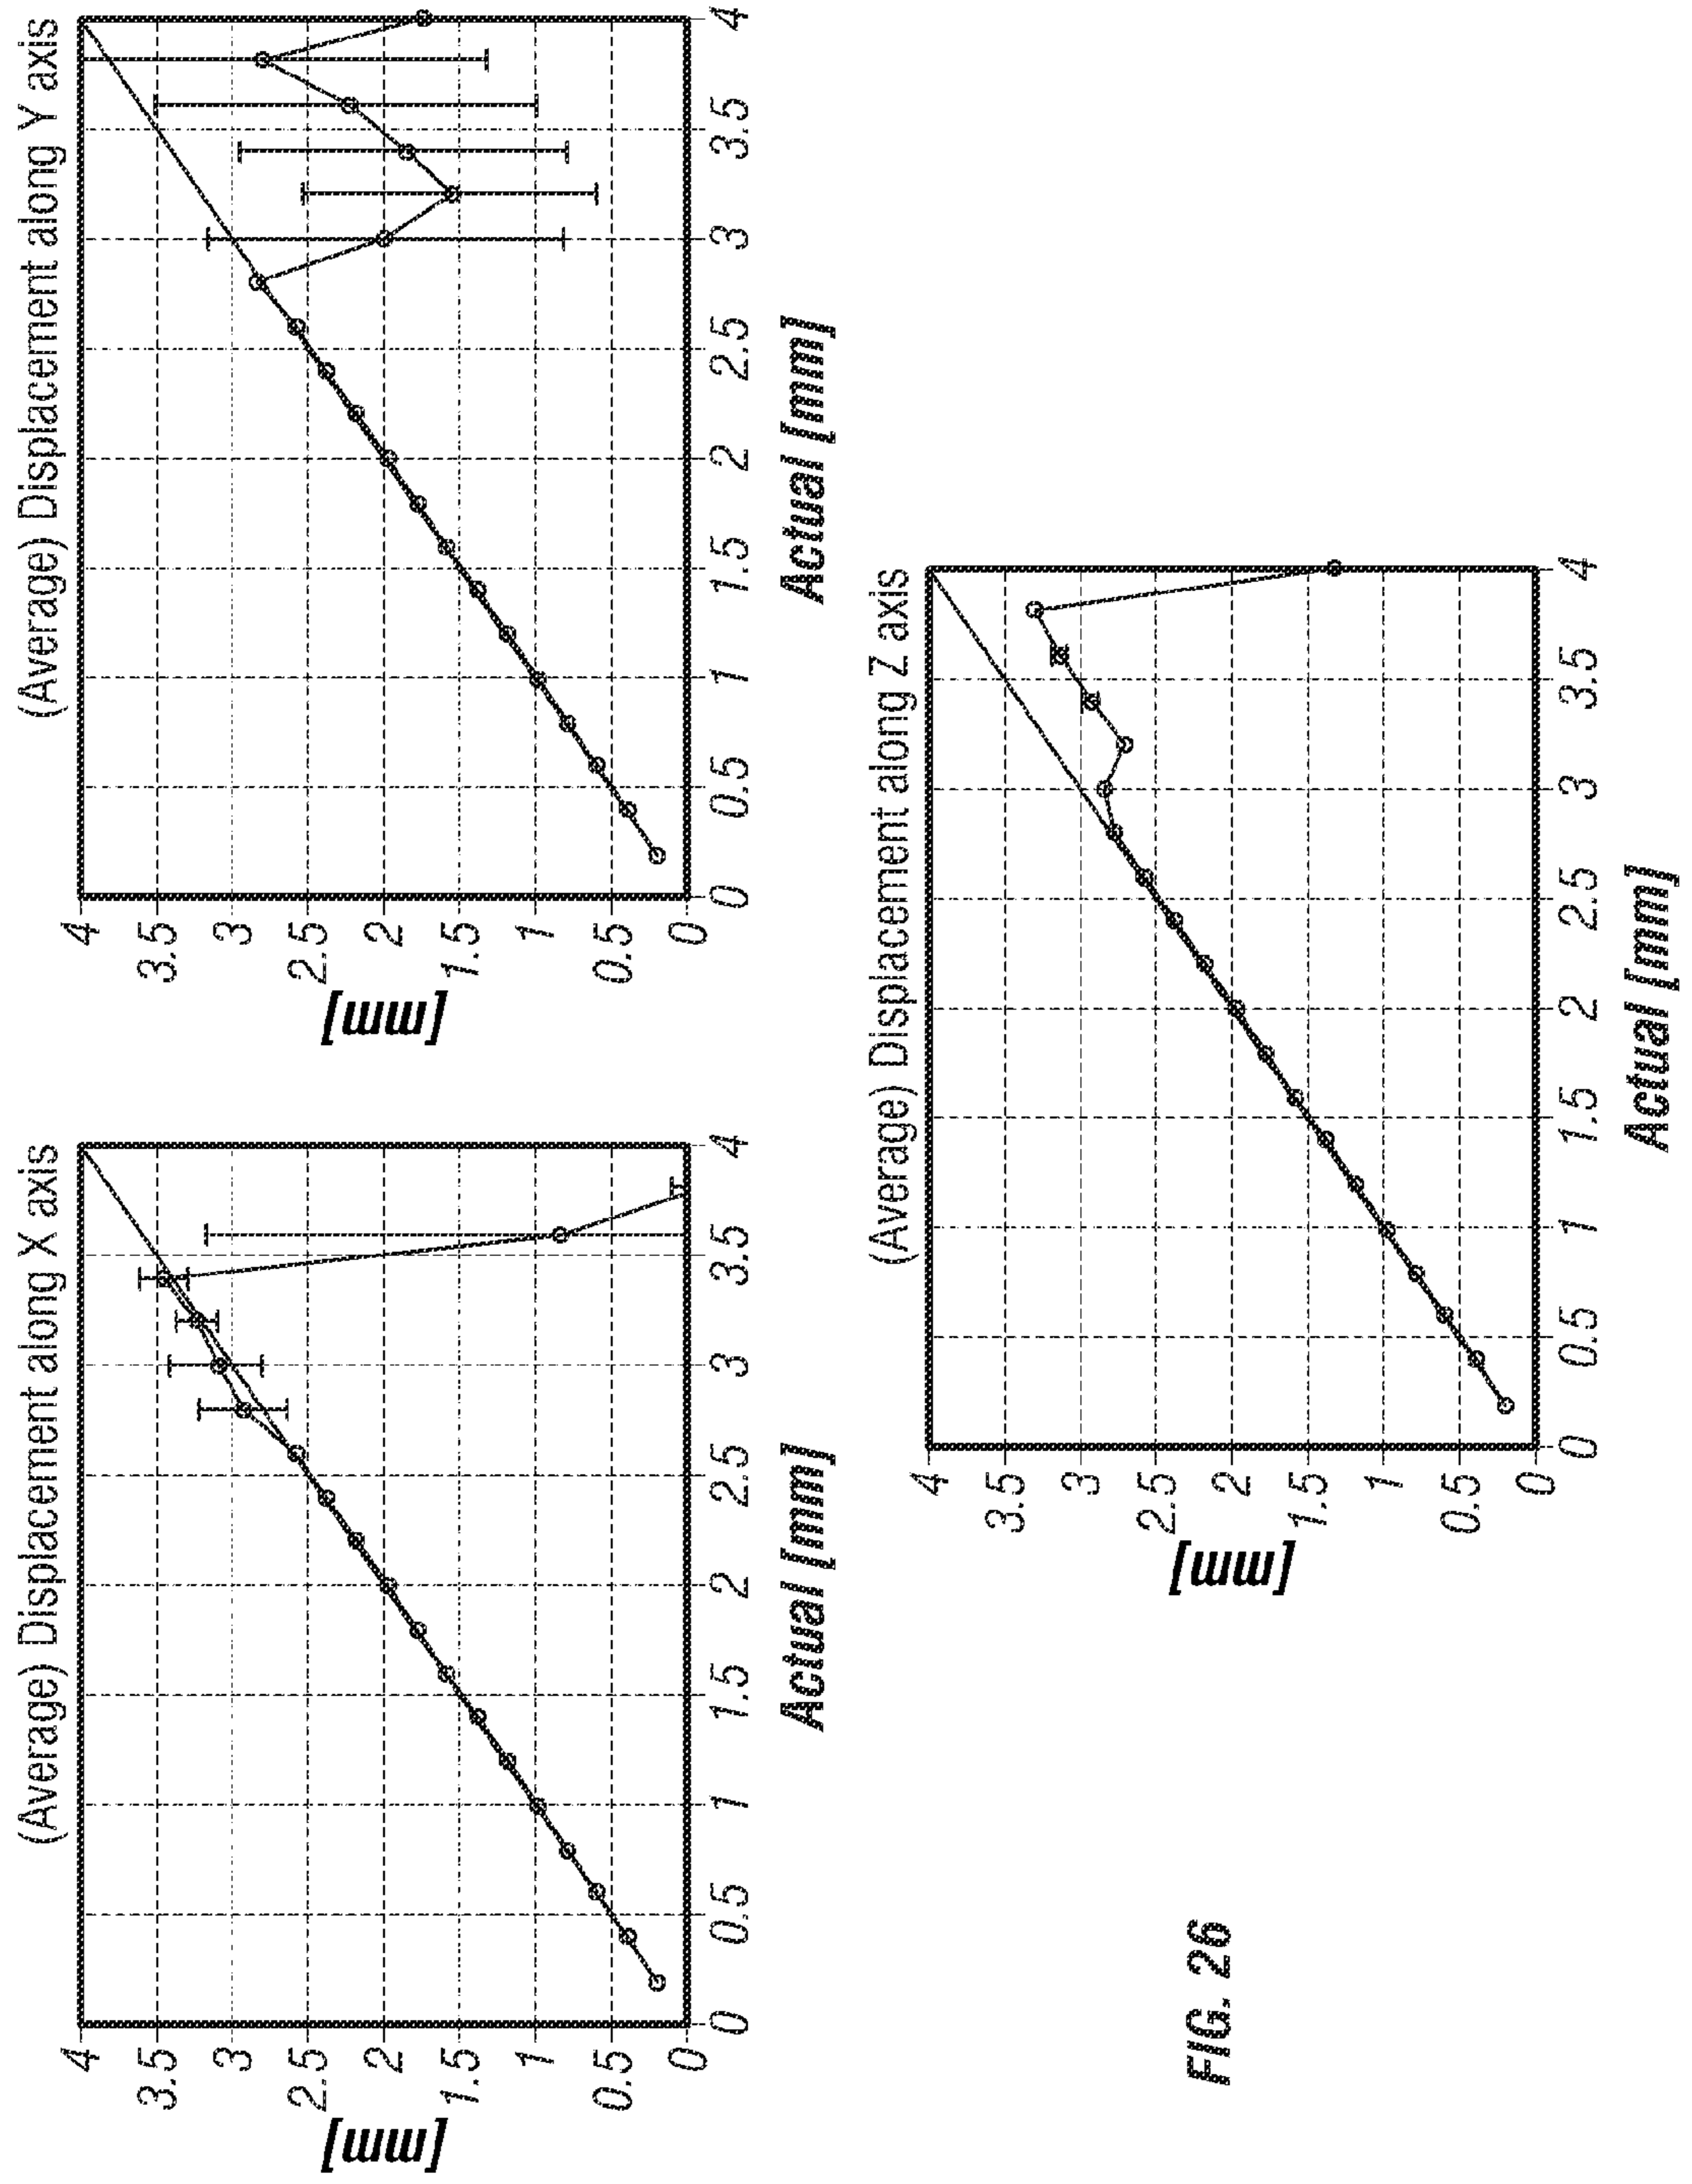 (Average) Displacement along X axis
4
3.5
3
2.5
2
1.5
1
0.5
0
[mm]
0 0.5 1 1.5 2 2.5 3 3.5 4
Actual [mm]
(Average) Displacement along Y axis
4
3.5
3
2.5
2
1.5
1
0.5
0
[mm]
0 0.5 1 1.5 2 2.5 3 3.5 4
Actual [mm]
(Average) Displacement along Z axis
4
3.5
3
2.5
2
1.5
1
0.5
0
[mm]
0 0.5 1 1.5 2 2.5 3 3.5 4
Actual [mm]
FIG. 26